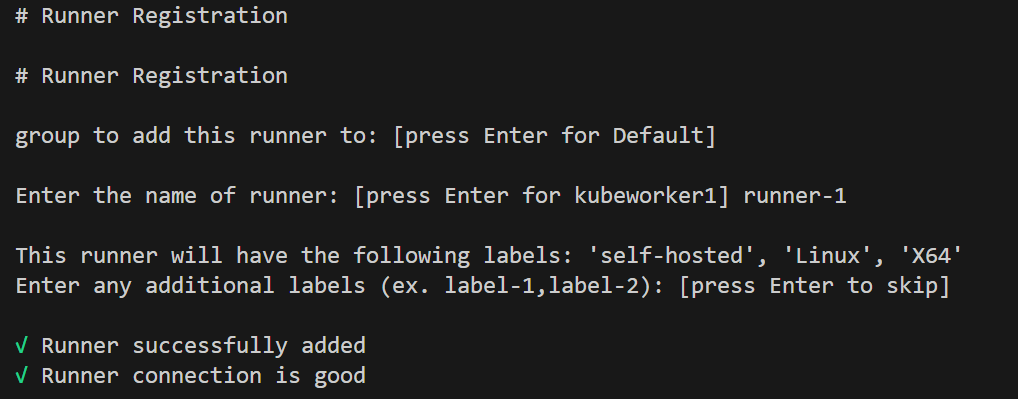 # Runner Registration
# Runner Registration
group to add this runner to: [press Enter for Default]
Enter the name of runner: [press Enter for kubeworker1] runner-1
This runner will have the following labels: 'self-hosted', 'Linux', 'X64'
Enter any additional labels (ex. label-1,label-2): [press Enter to skip]
√ Runner successfully added
√ Runner connection is good